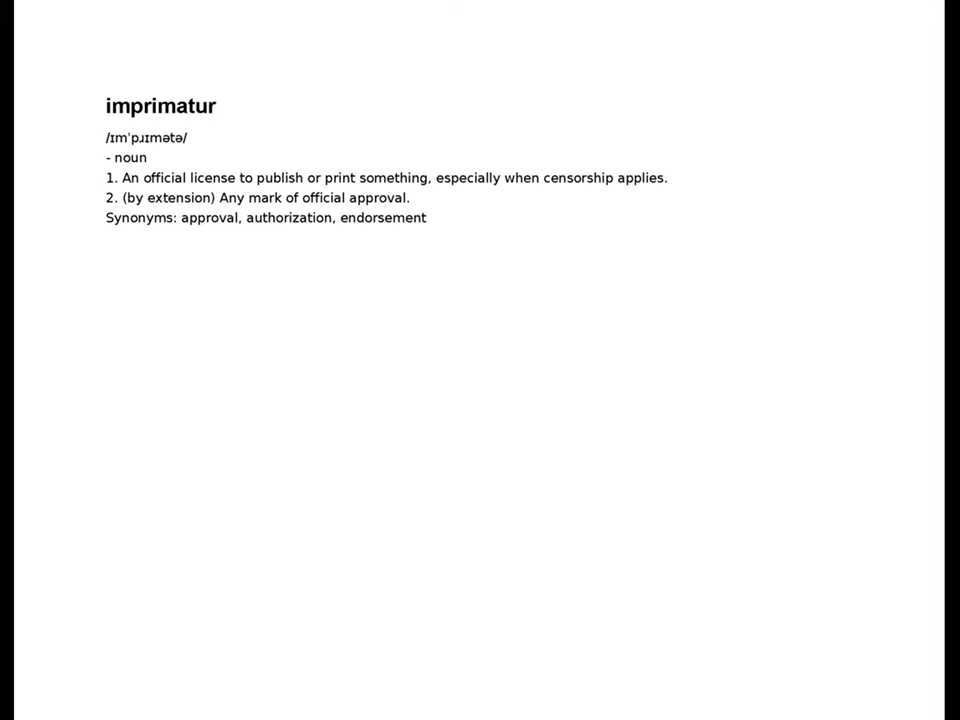 imprimatur
/ɪmˈpɹɪmətə/
- noun
1. An official license to publish or print something, especially when censorship applies.
2. (by extension) Any mark of official approval.
Synonyms: approval, authorization, endorsement